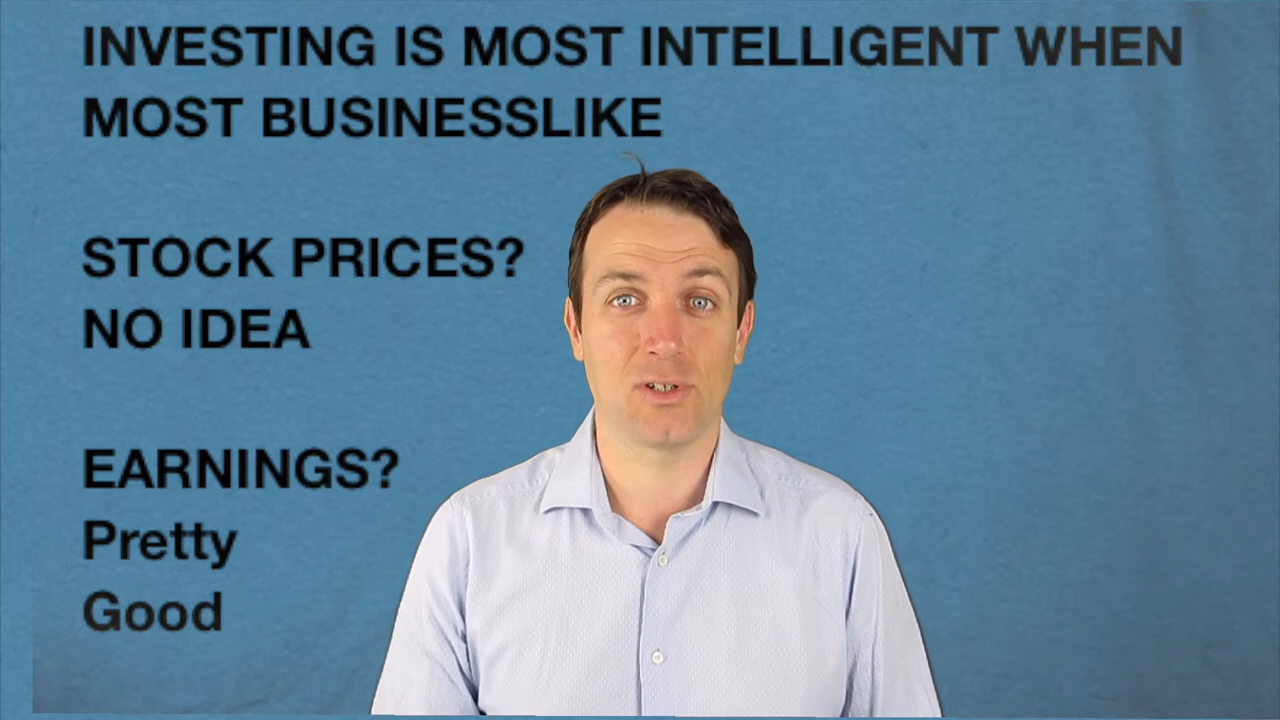 INVESTING IS MOST INTELLIGENT WHEN
MOST BUSINESSLIKE
STOCK PRICES?
NO IDEA
EARNINGS?
Pretty
Good